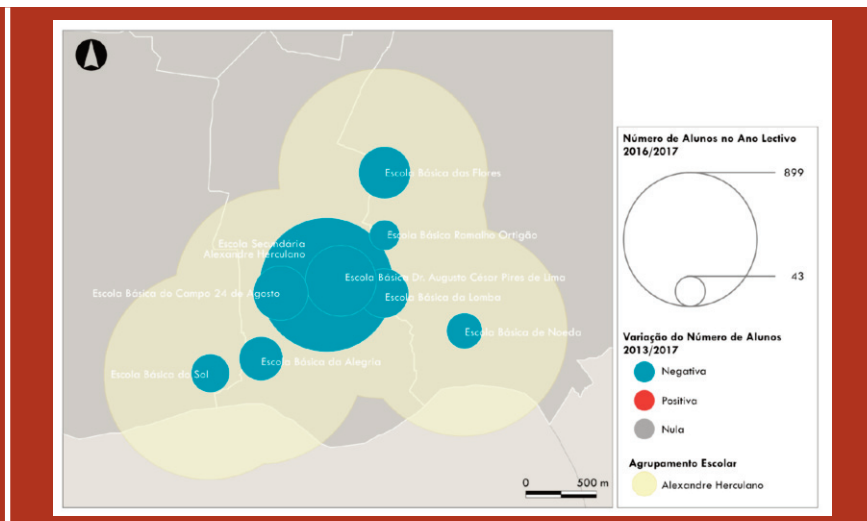 Escola Básica das Flores
Escola Básica Ramalho Ortigão
Escola Secundária
Alexandre Herculano
Escola Básica Dr. Augusto César Pires de Lima
Escola Básica do Campo 24 de Agosto
Escola Básica da Lomba
Escola Básica de Noeda
Escola Básica da Alegria
Escola Básica do Sol
0 500 m
Número de Alunos no Ano Lectivo
2016/2017
899
43
Variação do Número de Alunos
2013/2017
Negativa
Positiva
Nula
Agrupamento Escolar
Alexandre Herculano